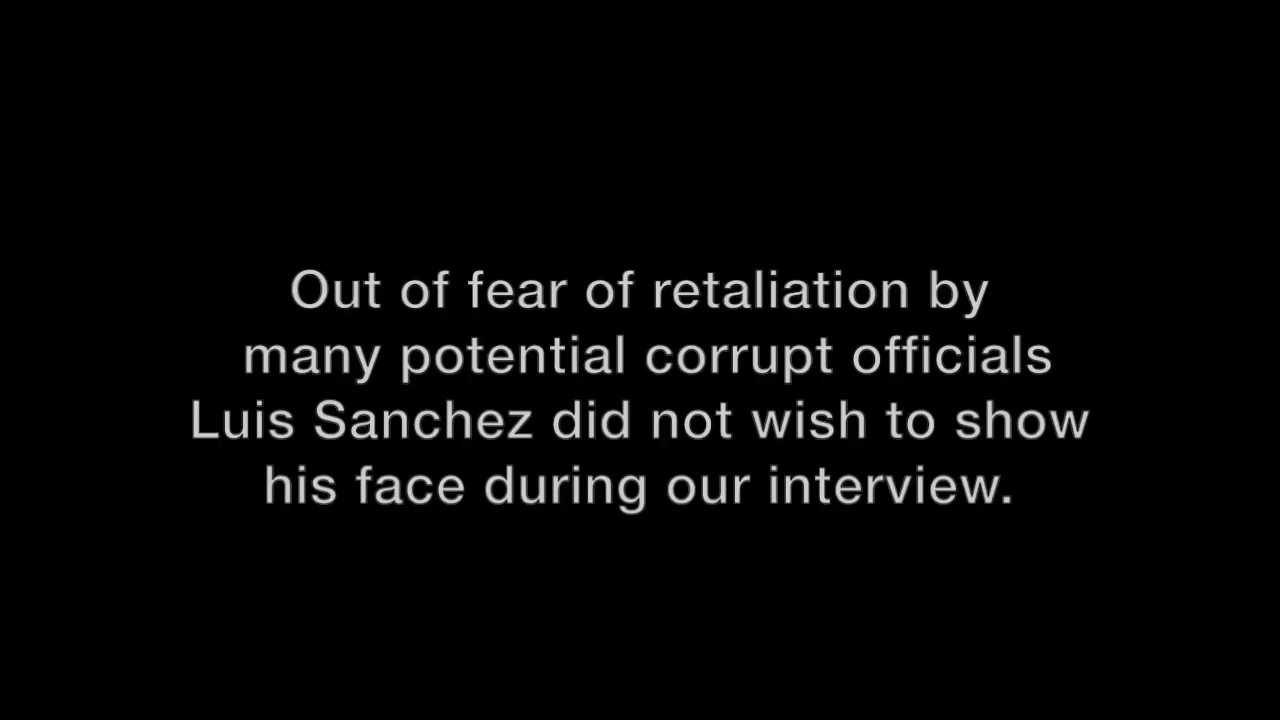 Out of fear of retaliation by
many potential corrupt officials
Luis Sanchez did not wish to show
his face during our interview.